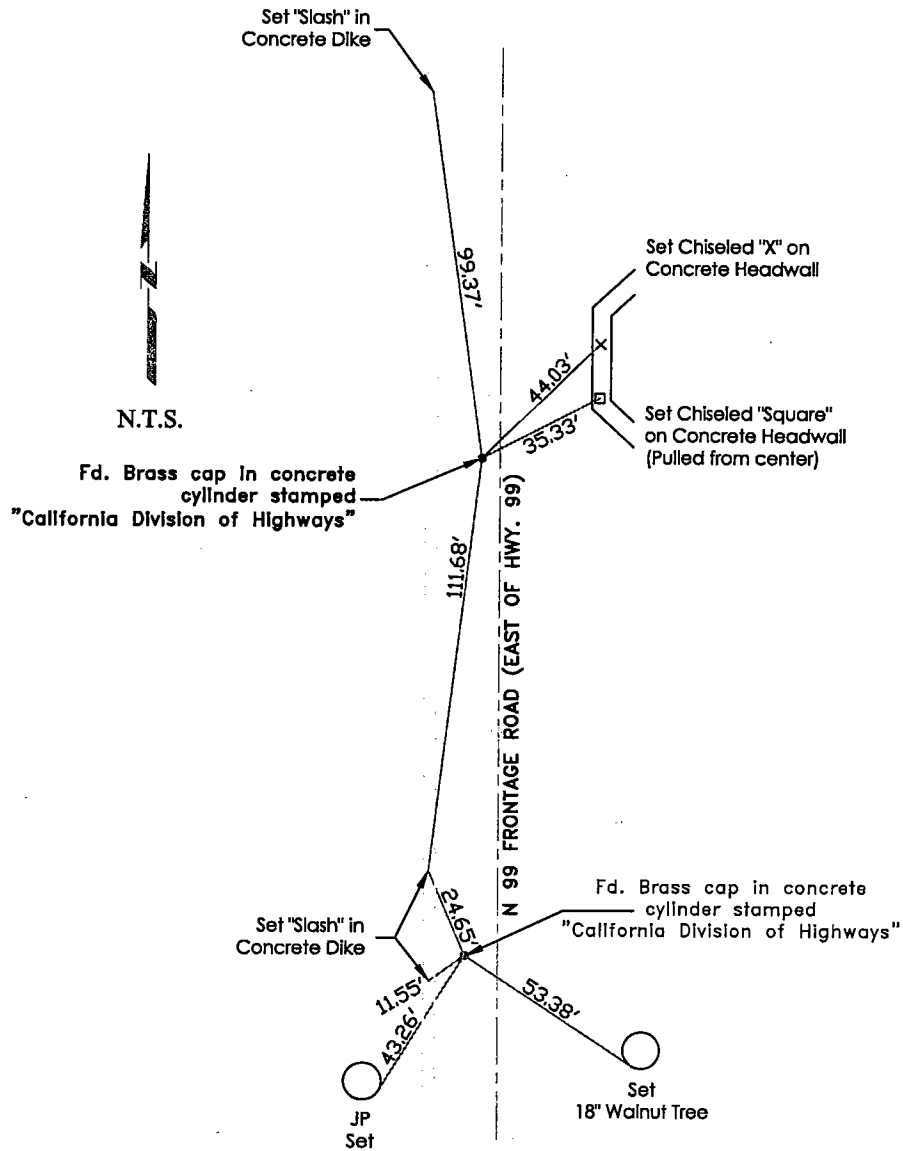 Set "Slash" in
Concrete Dike
N
99.37'
Set Chiseled "X" on
Concrete Headwall
44.03'
35.33'
N.T.S.
Set Chiseled "Square"
on Concrete Headwall
(Pulled from center)
Fd. Brass cap in concrete
cylinder stamped
"California Division of Highways"
111.68'
N 99 FRONTAGE ROAD (EAST OF HWY. 99)
Fd. Brass cap in concrete
cylinder stamped
"California Division of Highways"
24.65'
Set "Slash" in
Concrete Dike
11.55'
43.26'
53.38'
JP
Set
Set
18" Walnut Tree